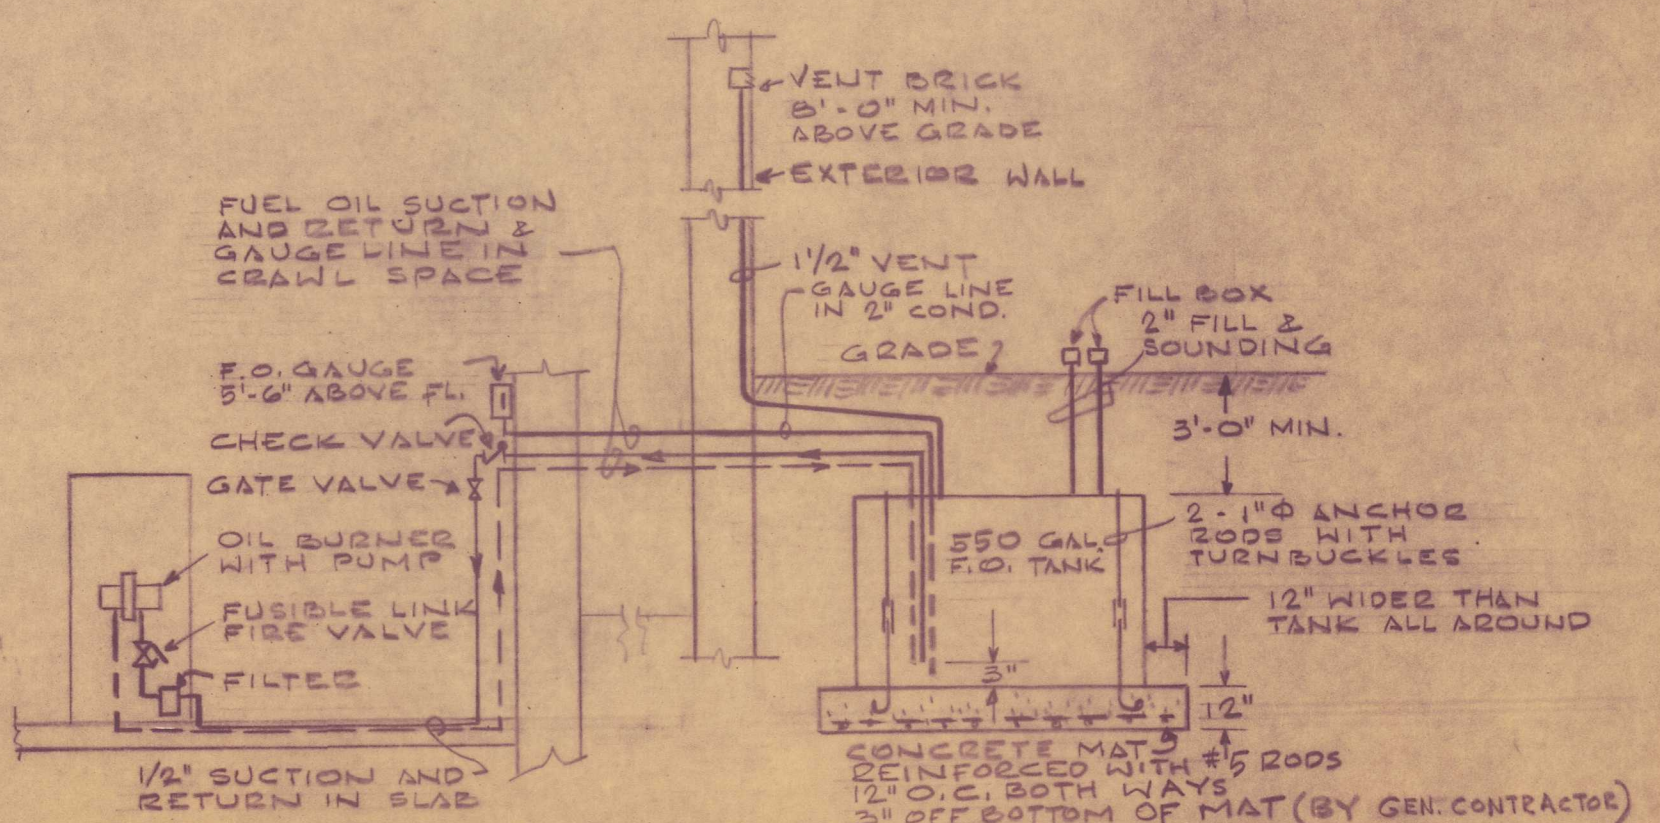 VENT BRICK
8'-0" MIN.
ABOVE GRADE
EXTERIOR WALL
FUEL OIL SUCTION
AND RETURN &
GAUGE LINE IN
CRAWL SPACE
1 1/2" VENT
GAUGE LINE
IN 2" COND.
GRADE
FILL BOX
2" FILL &
SOUNDING
F.O. GAUGE
5'-6" ABOVE FL.
CHECK VALVE
GATE VALVE
3'-0" MIN.
OIL BURNER
WITH PUMP
550 GAL.
F.O. TANK
2-1"Φ ANCHOR
RODS WITH
TURNBUCKLES
FUSIBLE LINK
FIRE VALVE
12" WIDER THAN
TANK ALL AROUND
FILTER
3"
12"
1/2" SUCTION AND
RETURN IN SLAB
CONCRETE MAT
REINFORCED WITH #5 RODS
12" O.C. BOTH WAYS
3" OFF BOTTOM OF MAT (BY GEN. CONTRACTOR)